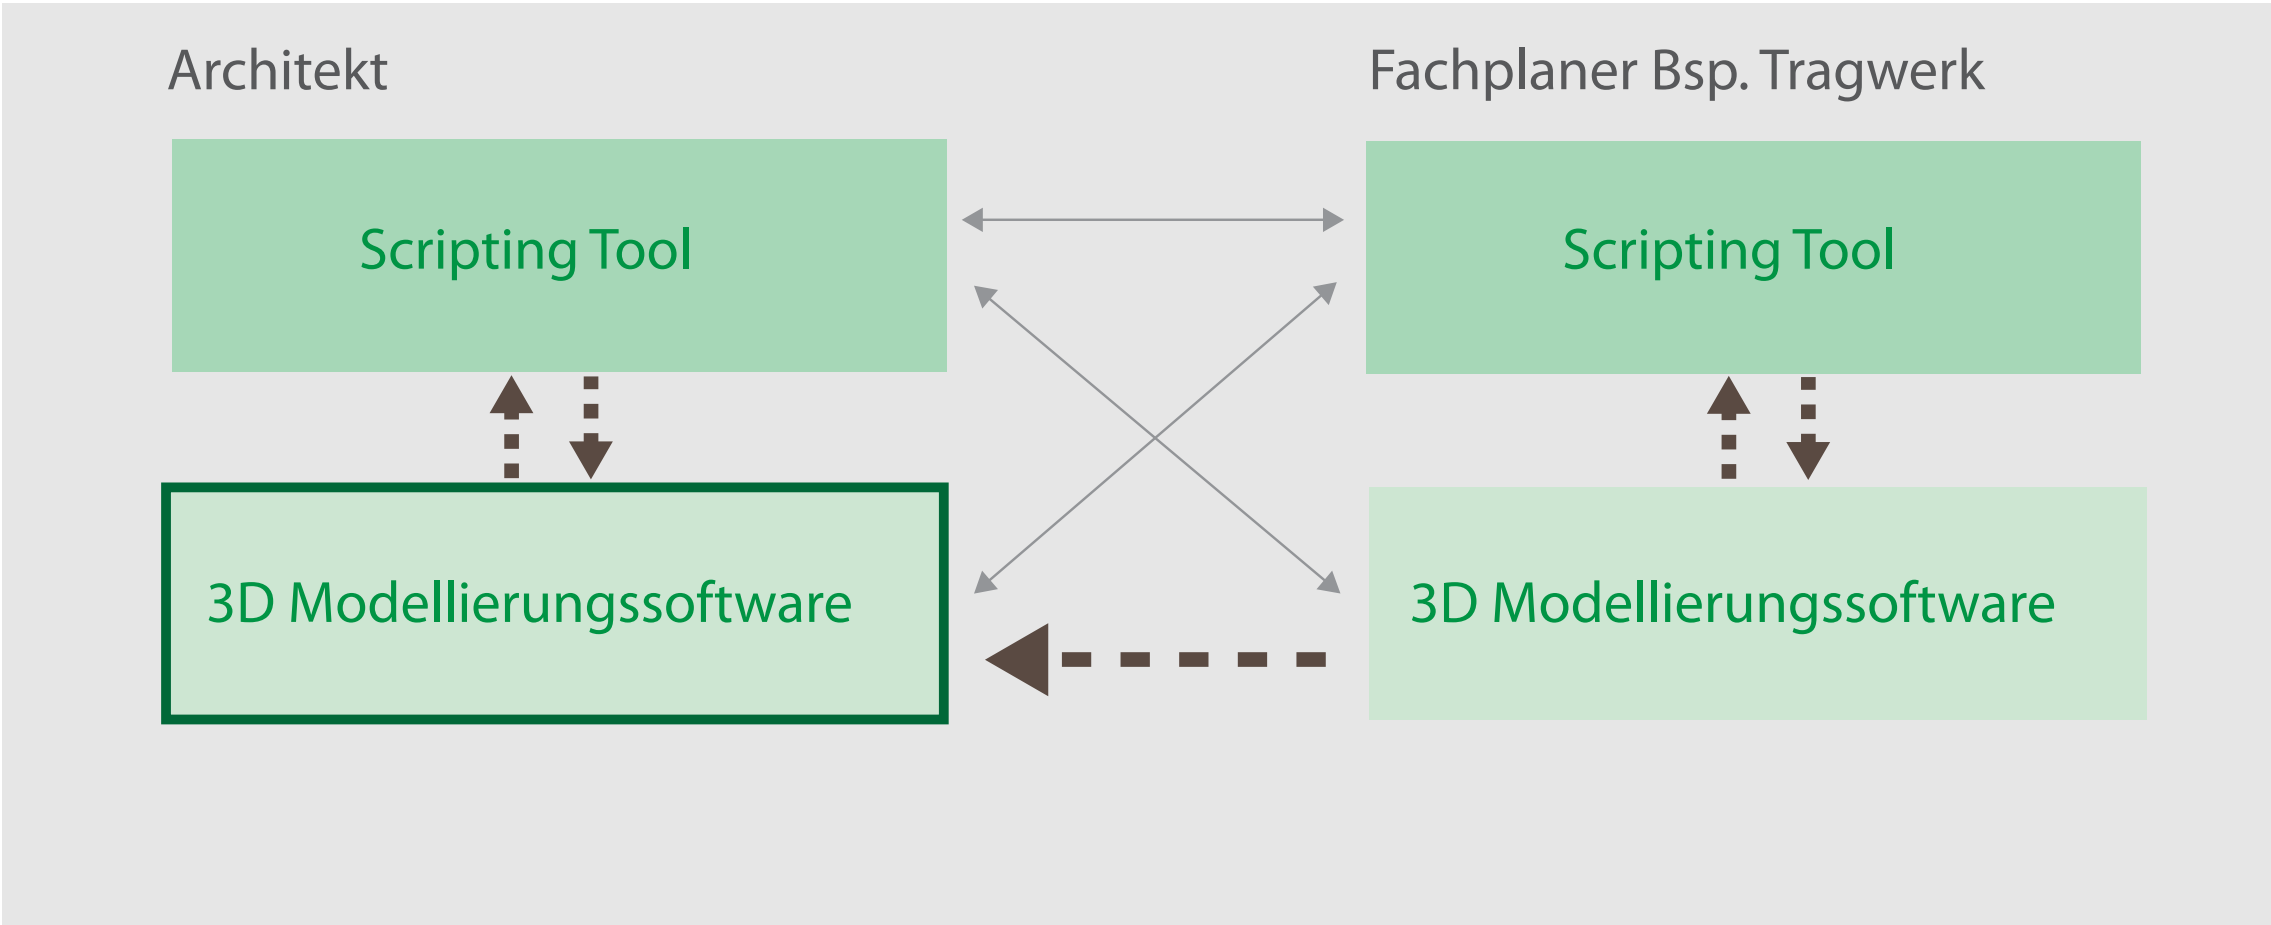 Architekt
Fachplaner Bsp. Tragwerk
Scripting Tool
Scripting Tool
3D Modellierungssoftware
3D Modellierungssoftware